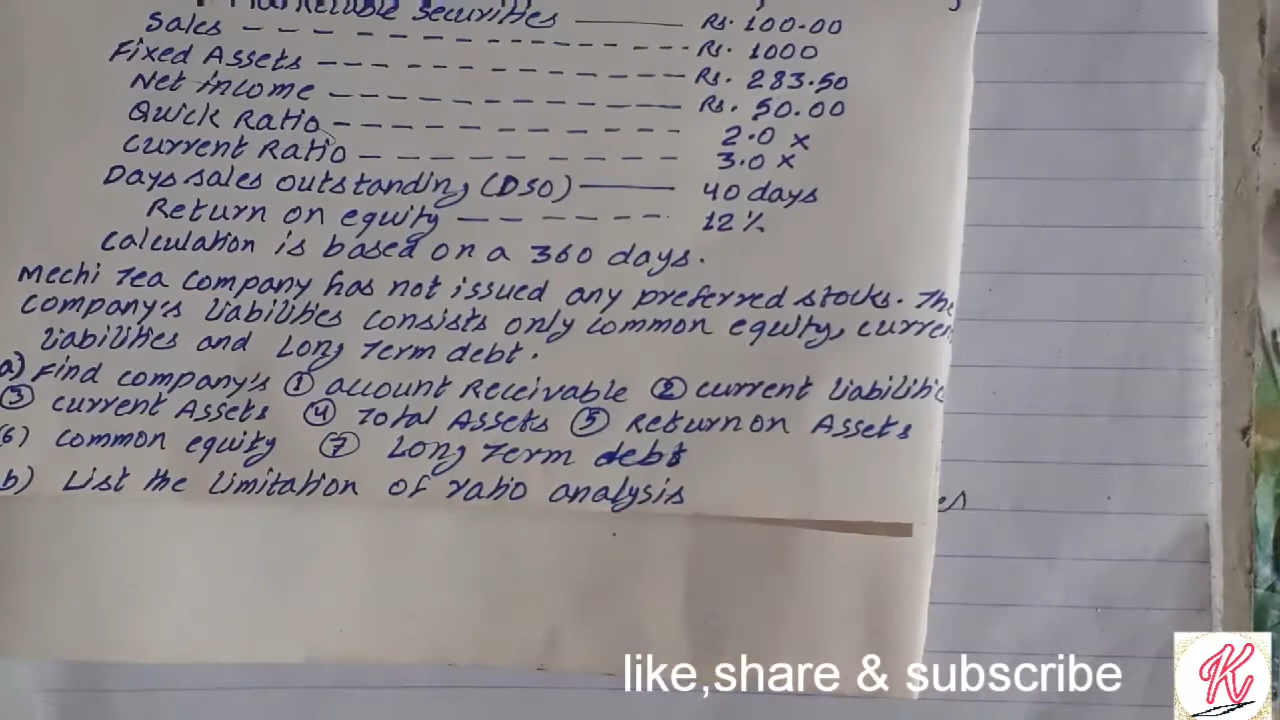 Marketable Securities ——— Rs. 100.00
Sales - - - - - - - - - - - - Rs. 1000
Fixed Assets - - - - - - - - - - - Rs. 283.50
Net income - - - - - - - - - - - Rs. 50.00
Quick Ratio - - - - - - - - - - 2.0 x
Current Ratio - - - - - - - - - 3.0 x
Days sales outstanding (DSO) ——— 40 days
Return on equity - - - - - - 12%
Calculation is based on a 360 days.
Mechi Tea company has not issued any preferred stocks. The
company's liabilities consists only common equity, curren
liabilities and Long Term debt.
a) Find company's ① account Receivable ② current liabilitie
③ current Assets ④ Total Assets ⑤ Return on Assets
(6) common equity ⑦ Long Term debt
b) List the limitation of ratio analysis
es
like,share & subscribe
K